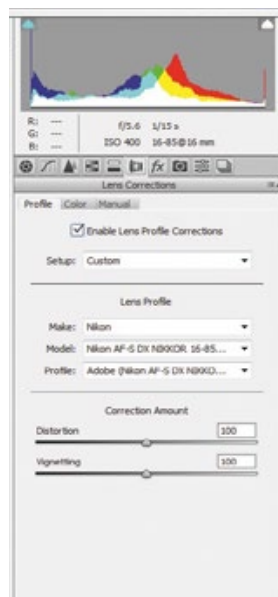 R: ---
G: ---
B: ---
f/5.6 1/15 s
ISO 400 16-85@16 mm
fx
Lens Corrections
Profile Color Manual
Enable Lens Profile Corrections
Setup: Custom
Lens Profile
Make: Nikon
Model: Nikon AF-S DX NIKKOR 16-85...
Profile: Adobe (Nikon AF-S DX NIKKO...
Correction Amount
Distortion 100
Vignetting 100